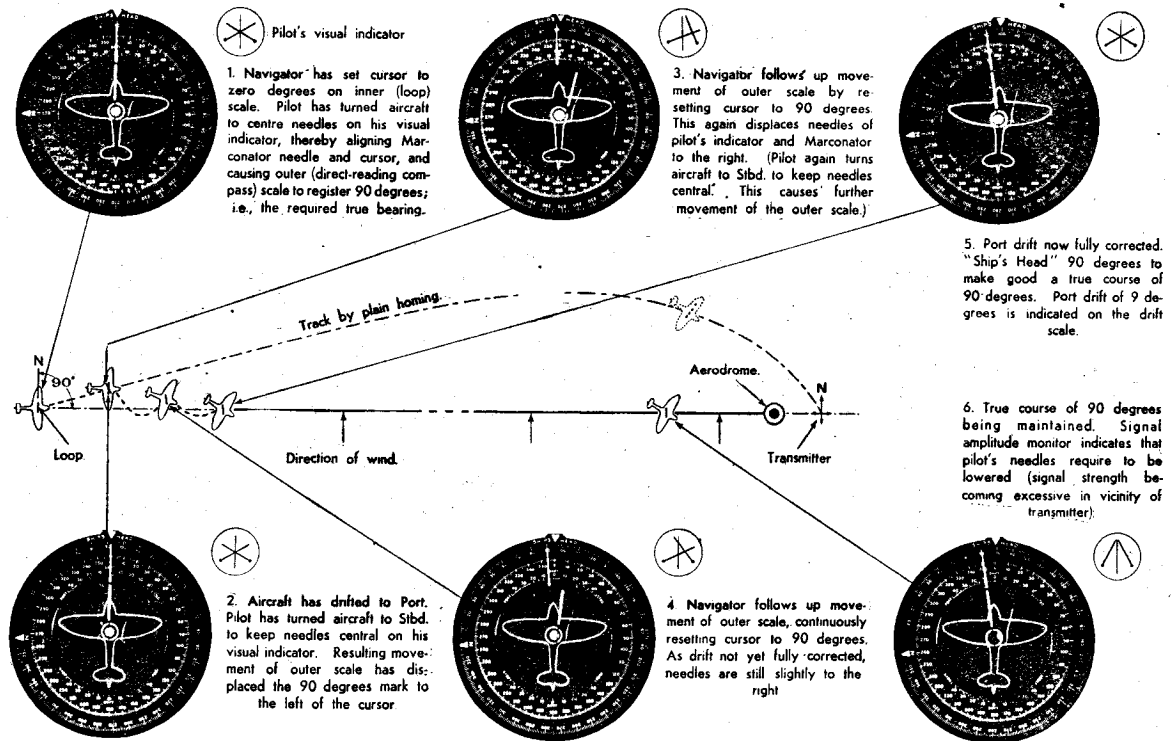 SHIPS HEAD
Pilot's visual indicator
1. Navigator has set cursor to
zero degrees on inner (loop)
scale. Pilot has turned aircraft
to centre needles on his visual
indicator, thereby aligning Mar-
conator needle and cursor, and
causing outer (direct-reading com-
pass) scale to register 90 degrees;
i.e., the required true bearing.
SHIPS HEAD
3. Navigator follows up move-
ment of outer scale by re-
setting cursor to 90 degrees.
This again displaces needles of
pilot's indicator and Marconator
to the right. (Pilot again turns
aircraft to Stbd. to keep needles
central. This causes further
movement of the outer scale.)
SHIPS HEAD
5. Port drift now fully corrected.
"Ship's Head" 90 degrees to
make good a true course of
90 degrees. Port drift of 9 de-
grees is indicated on the drift
scale.
Track by plain homing.
N
90°
Loop.
Direction of wind.
Aerodrome.
N
Transmitter
6. True course of 90 degrees
being maintained. Signal
amplitude monitor indicates that
pilot's needles require to be
lowered (signal strength be-
coming excessive in vicinity of
transmitter).
2. Aircraft has drifted to Port.
Pilot has turned aircraft to Stbd.
to keep needles central on his
visual indicator. Resulting move-
ment of outer scale has dis-
placed the 90 degrees mark to
the left of the cursor
4 Navigator follows up move-
ment of outer scale, continuously
resetting cursor to 90 degrees.
As drift not yet fully corrected,
needles are still slightly to the
right